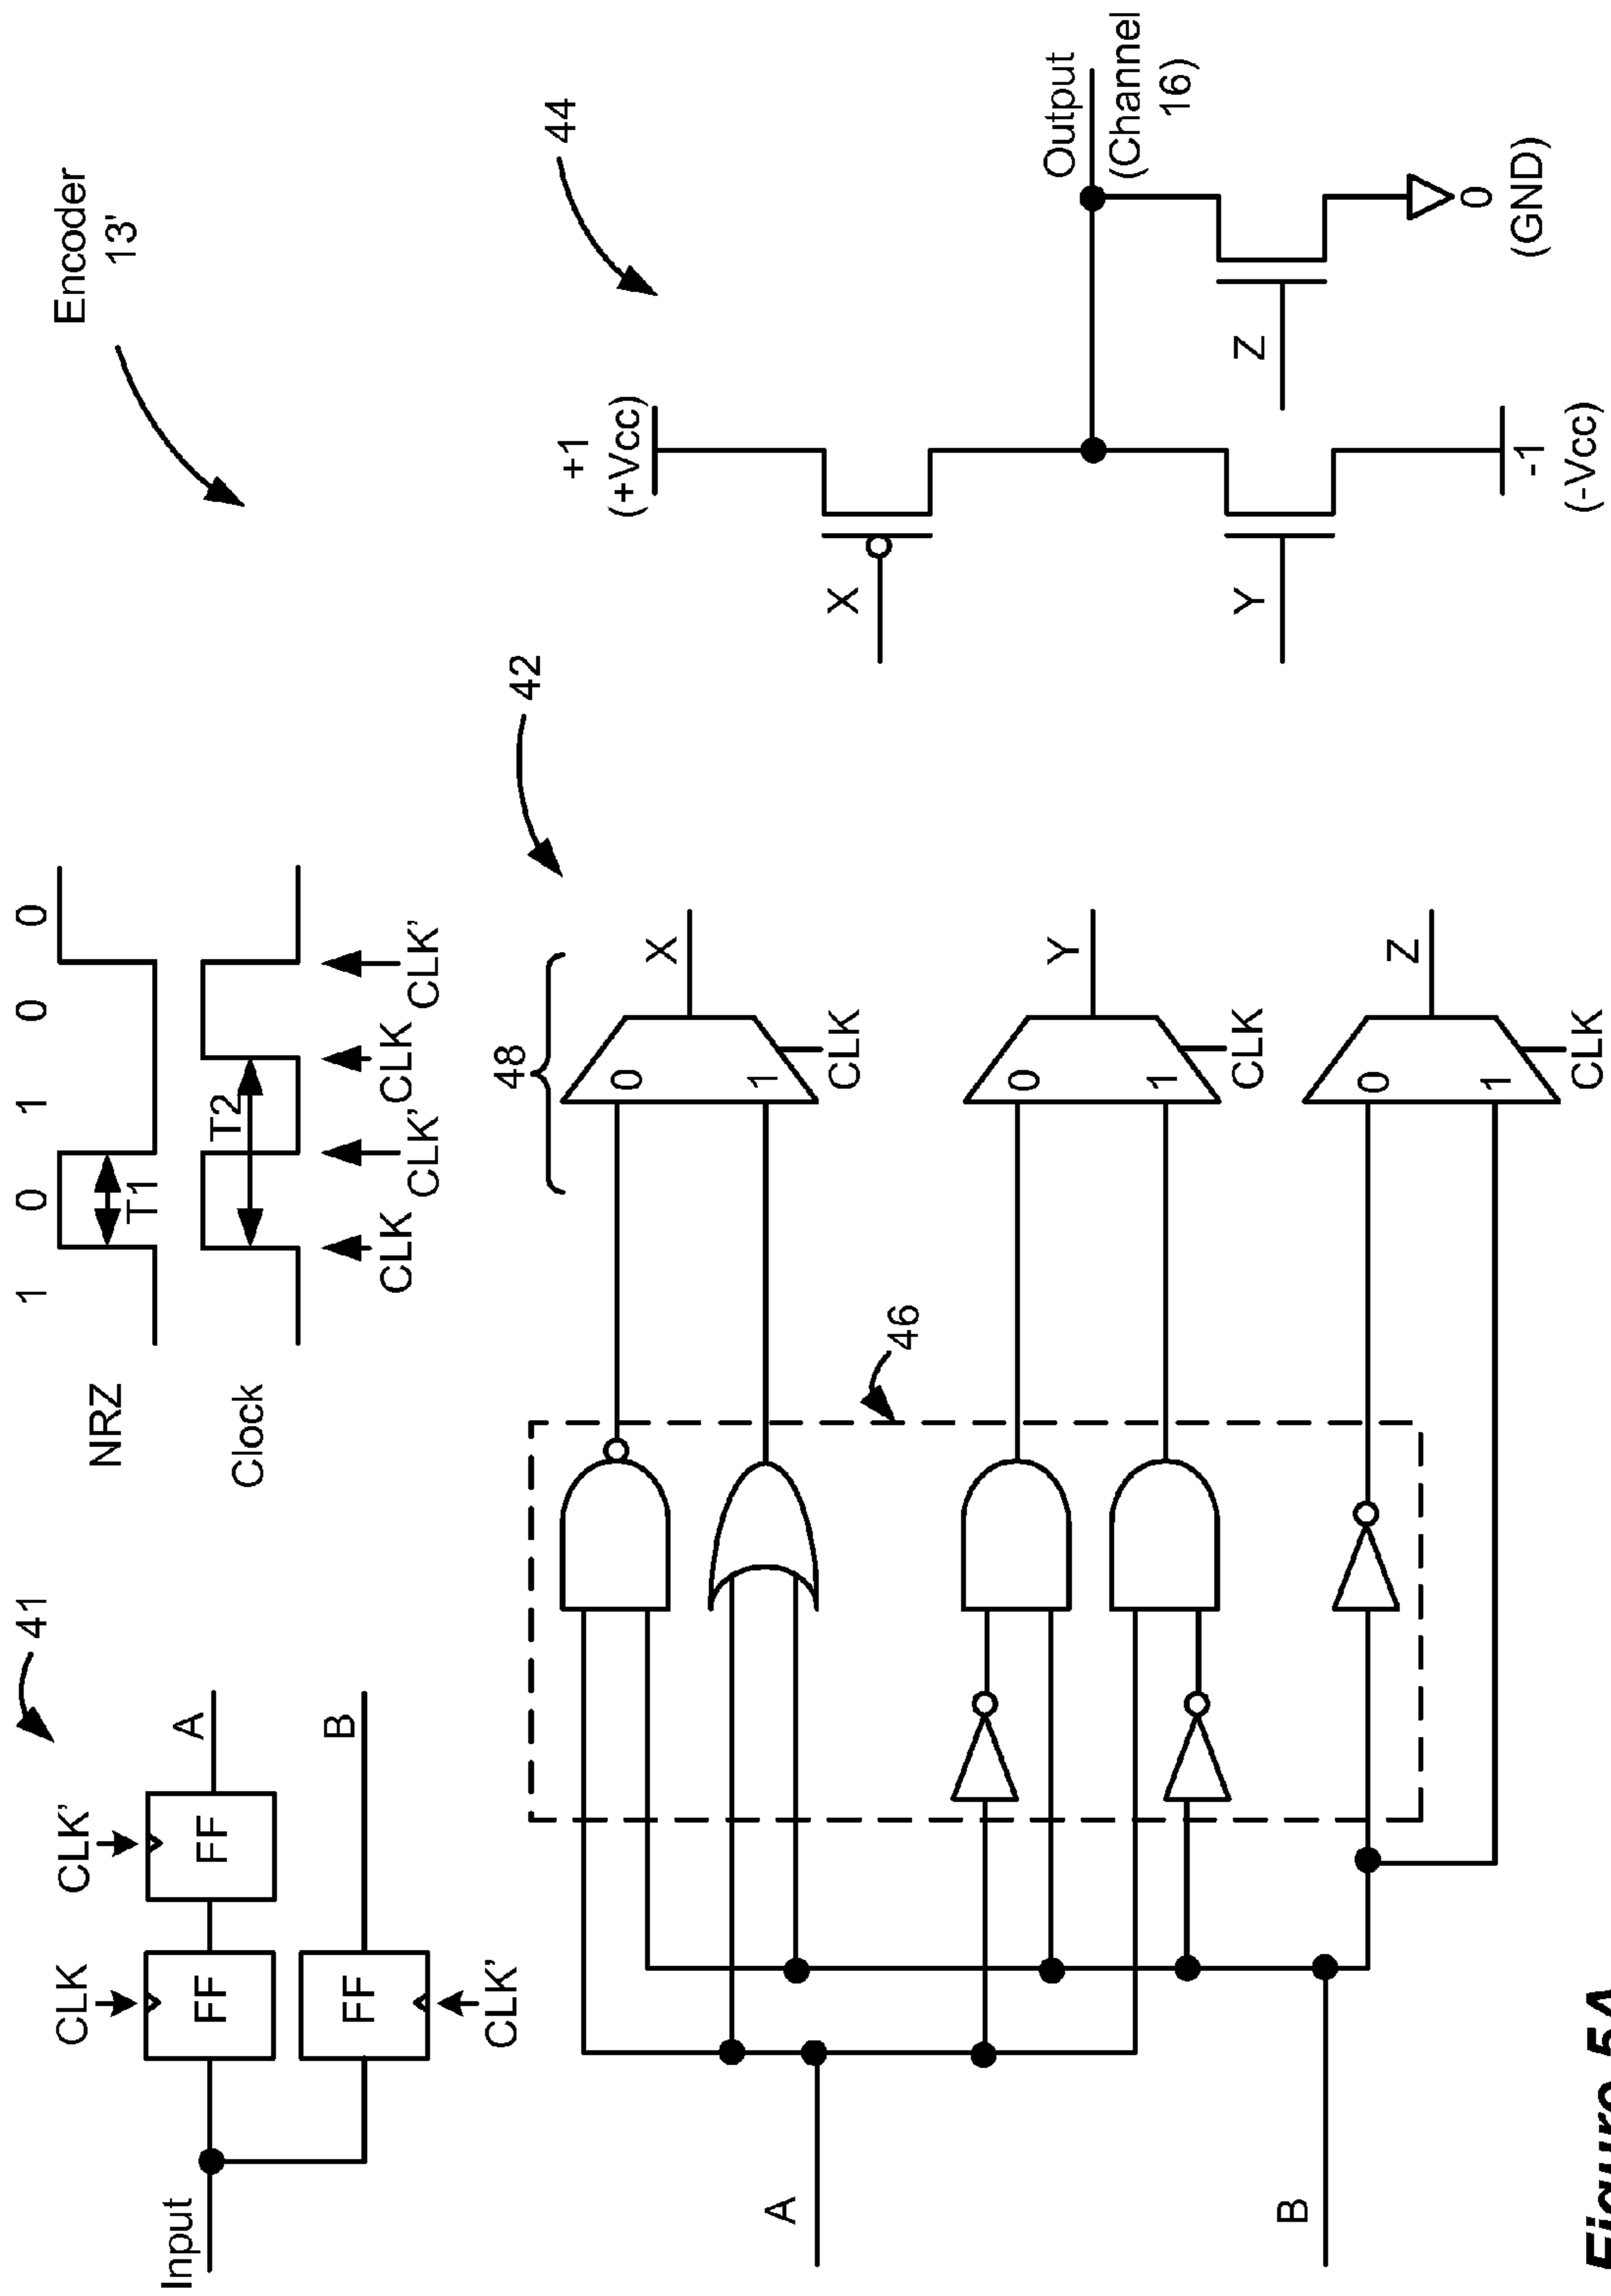 Encoder
13'
41
CLK
CLK'
Input
FF
FF
A
FF
B
CLK'
1 0 1 0 0
NRZ
T1
Clock
T2
CLK CLK' CLK CLK'
42
44
46
48
A
B
0
1
X
CLK
0
1
Y
CLK
0
1
Z
CLK
+1
(+Vcc)
X
Y
-1
(-Vcc)
Z
0
(GND)
Output
(Channel
16)
Figure 5A